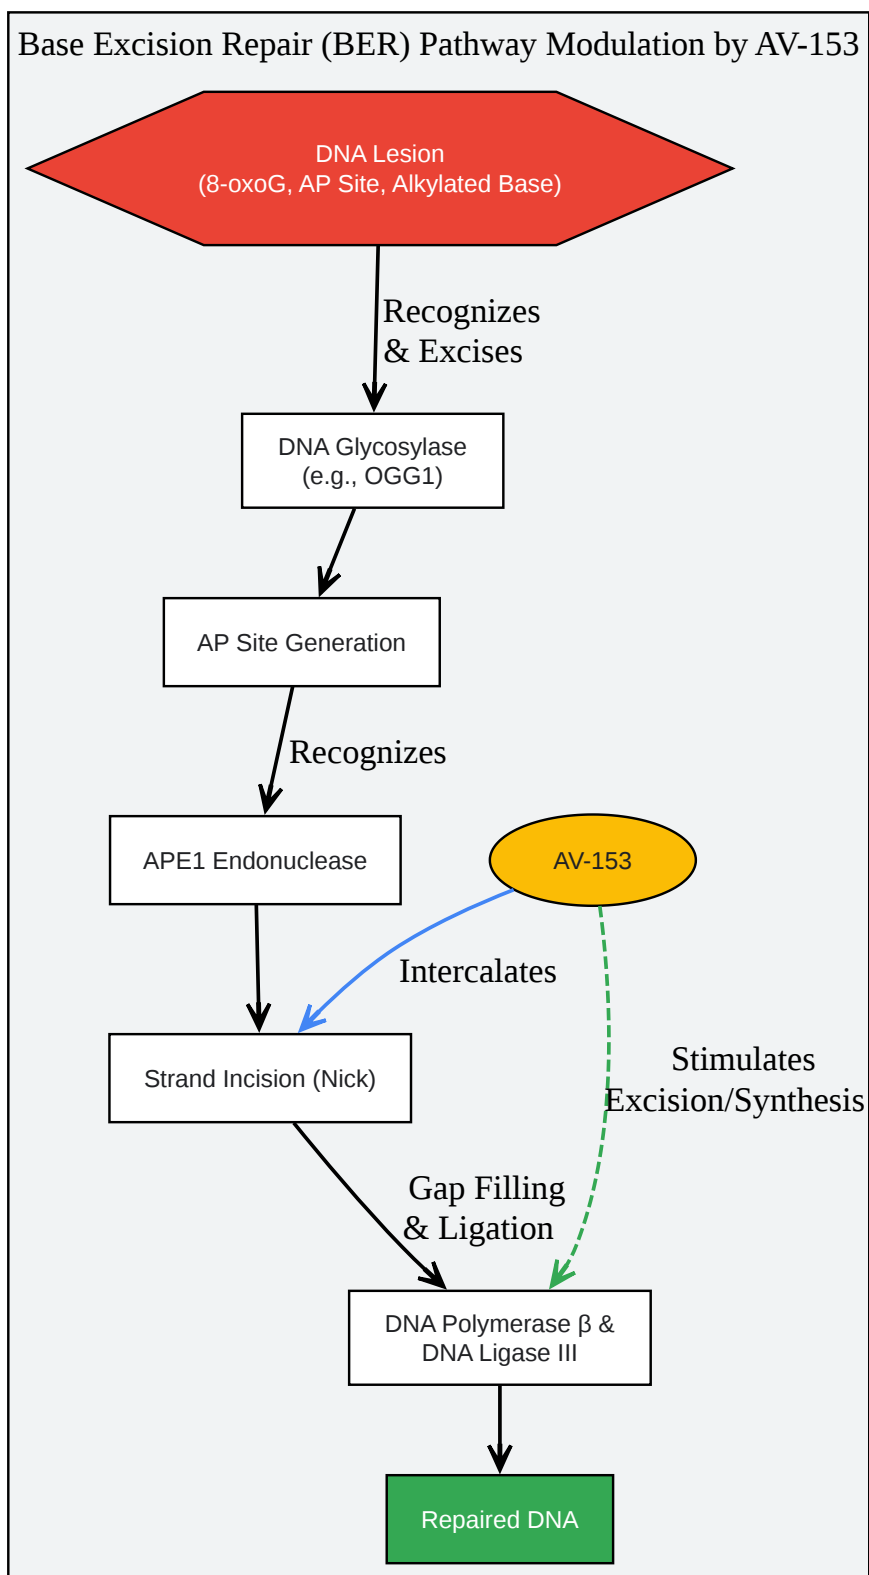 Base Excision Repair (BER) Pathway Modulation by AV-153
DNA Lesion
(8-oxoG, AP Site, Alkylated Base)
Recognizes
& Excises
DNA Glycosylase
(e.g., OGG1)
AP Site Generation
Recognizes
APE1 Endonuclease
AV-153
Intercalates
Strand Incision (Nick)
Stimulates
Excision/Synthesis
Gap Filling
& Ligation
DNA Polymerase β &
DNA Ligase III
Repaired DNA